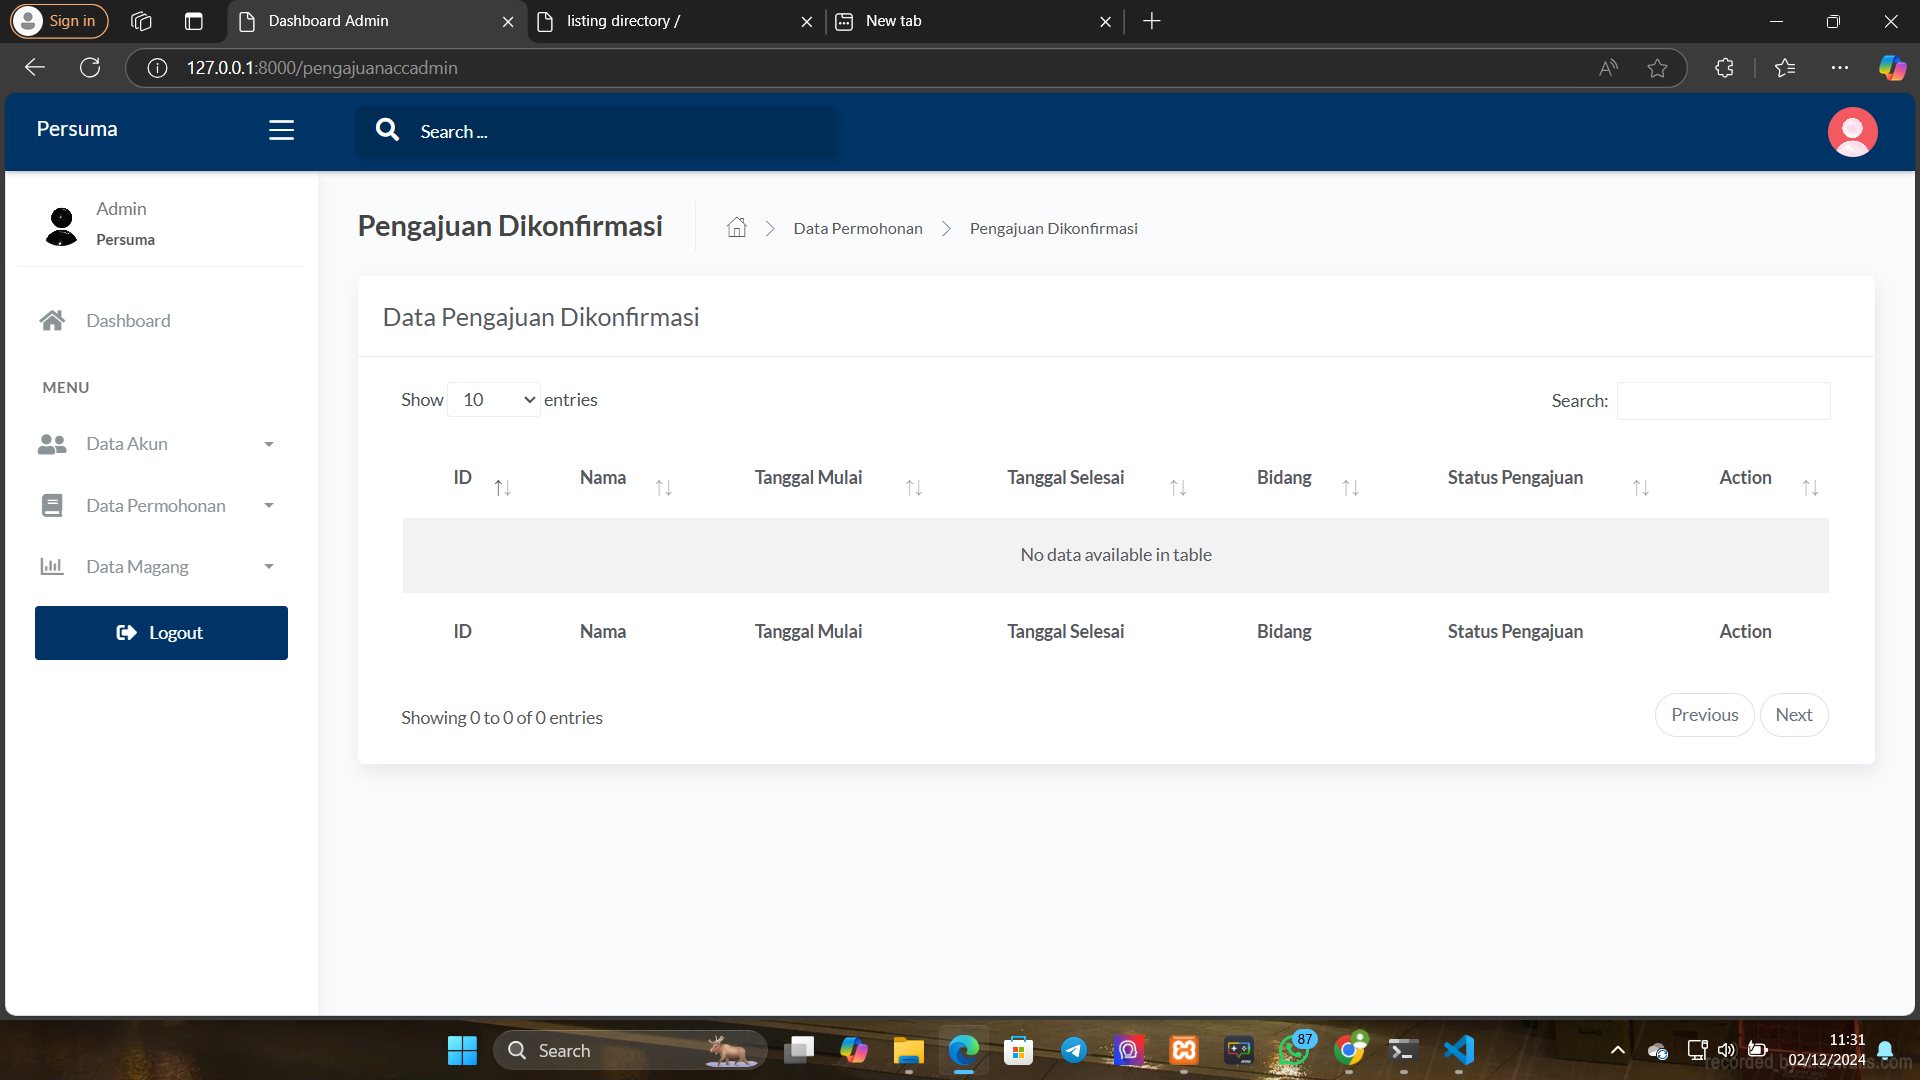 Sign in
Dashboard Admin
listing directory /
New tab
127.0.0.1:8000/pengajuanaccadmin
Persuma
Search ...
Admin
Persuma
Dashboard
MENU
Data Akun
Data Permohonan
Data Magang
Logout
Pengajuan Dikonfirmasi
Data Permohonan
Pengajuan Dikonfirmasi
Data Pengajuan Dikonfirmasi
Show 10 entries
Search:
ID Nama Tanggal Mulai Tanggal Selesai Bidang Status Pengajuan Action
No data available in table
ID Nama Tanggal Mulai Tanggal Selesai Bidang Status Pengajuan Action
Showing 0 to 0 of 0 entries
Previous Next
Search
87
11:31
02/12/2024